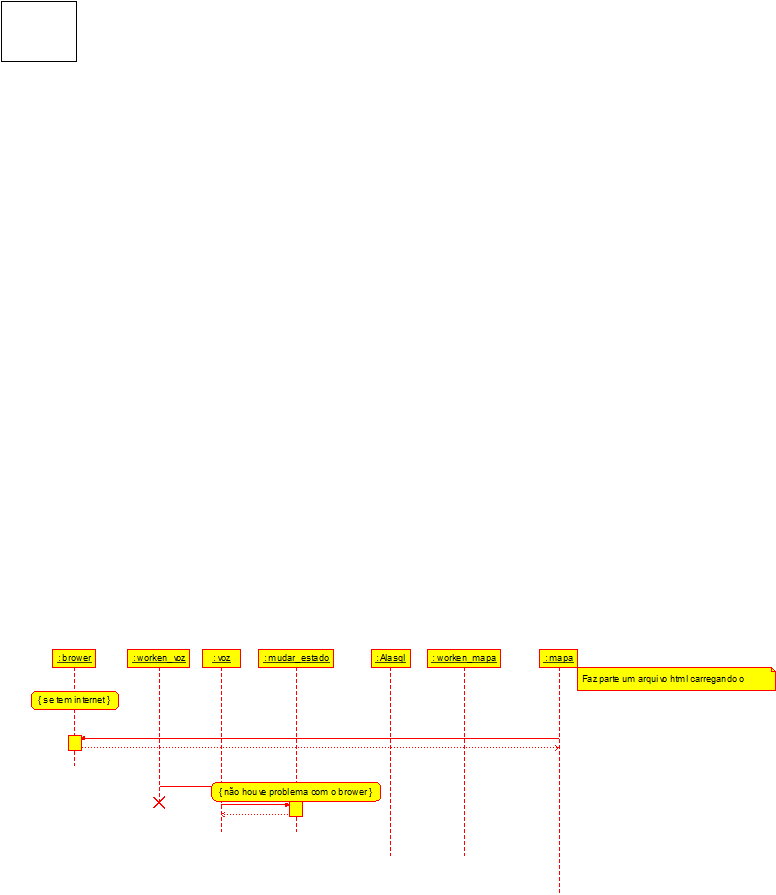 : brower
: worken_voz
: voz
: mudar_estado
:Alasql
: worken_mapa
: mapa
Faz parte um arquivo html carregando o
{ se tem internet }
{ não houve problema com o brower }